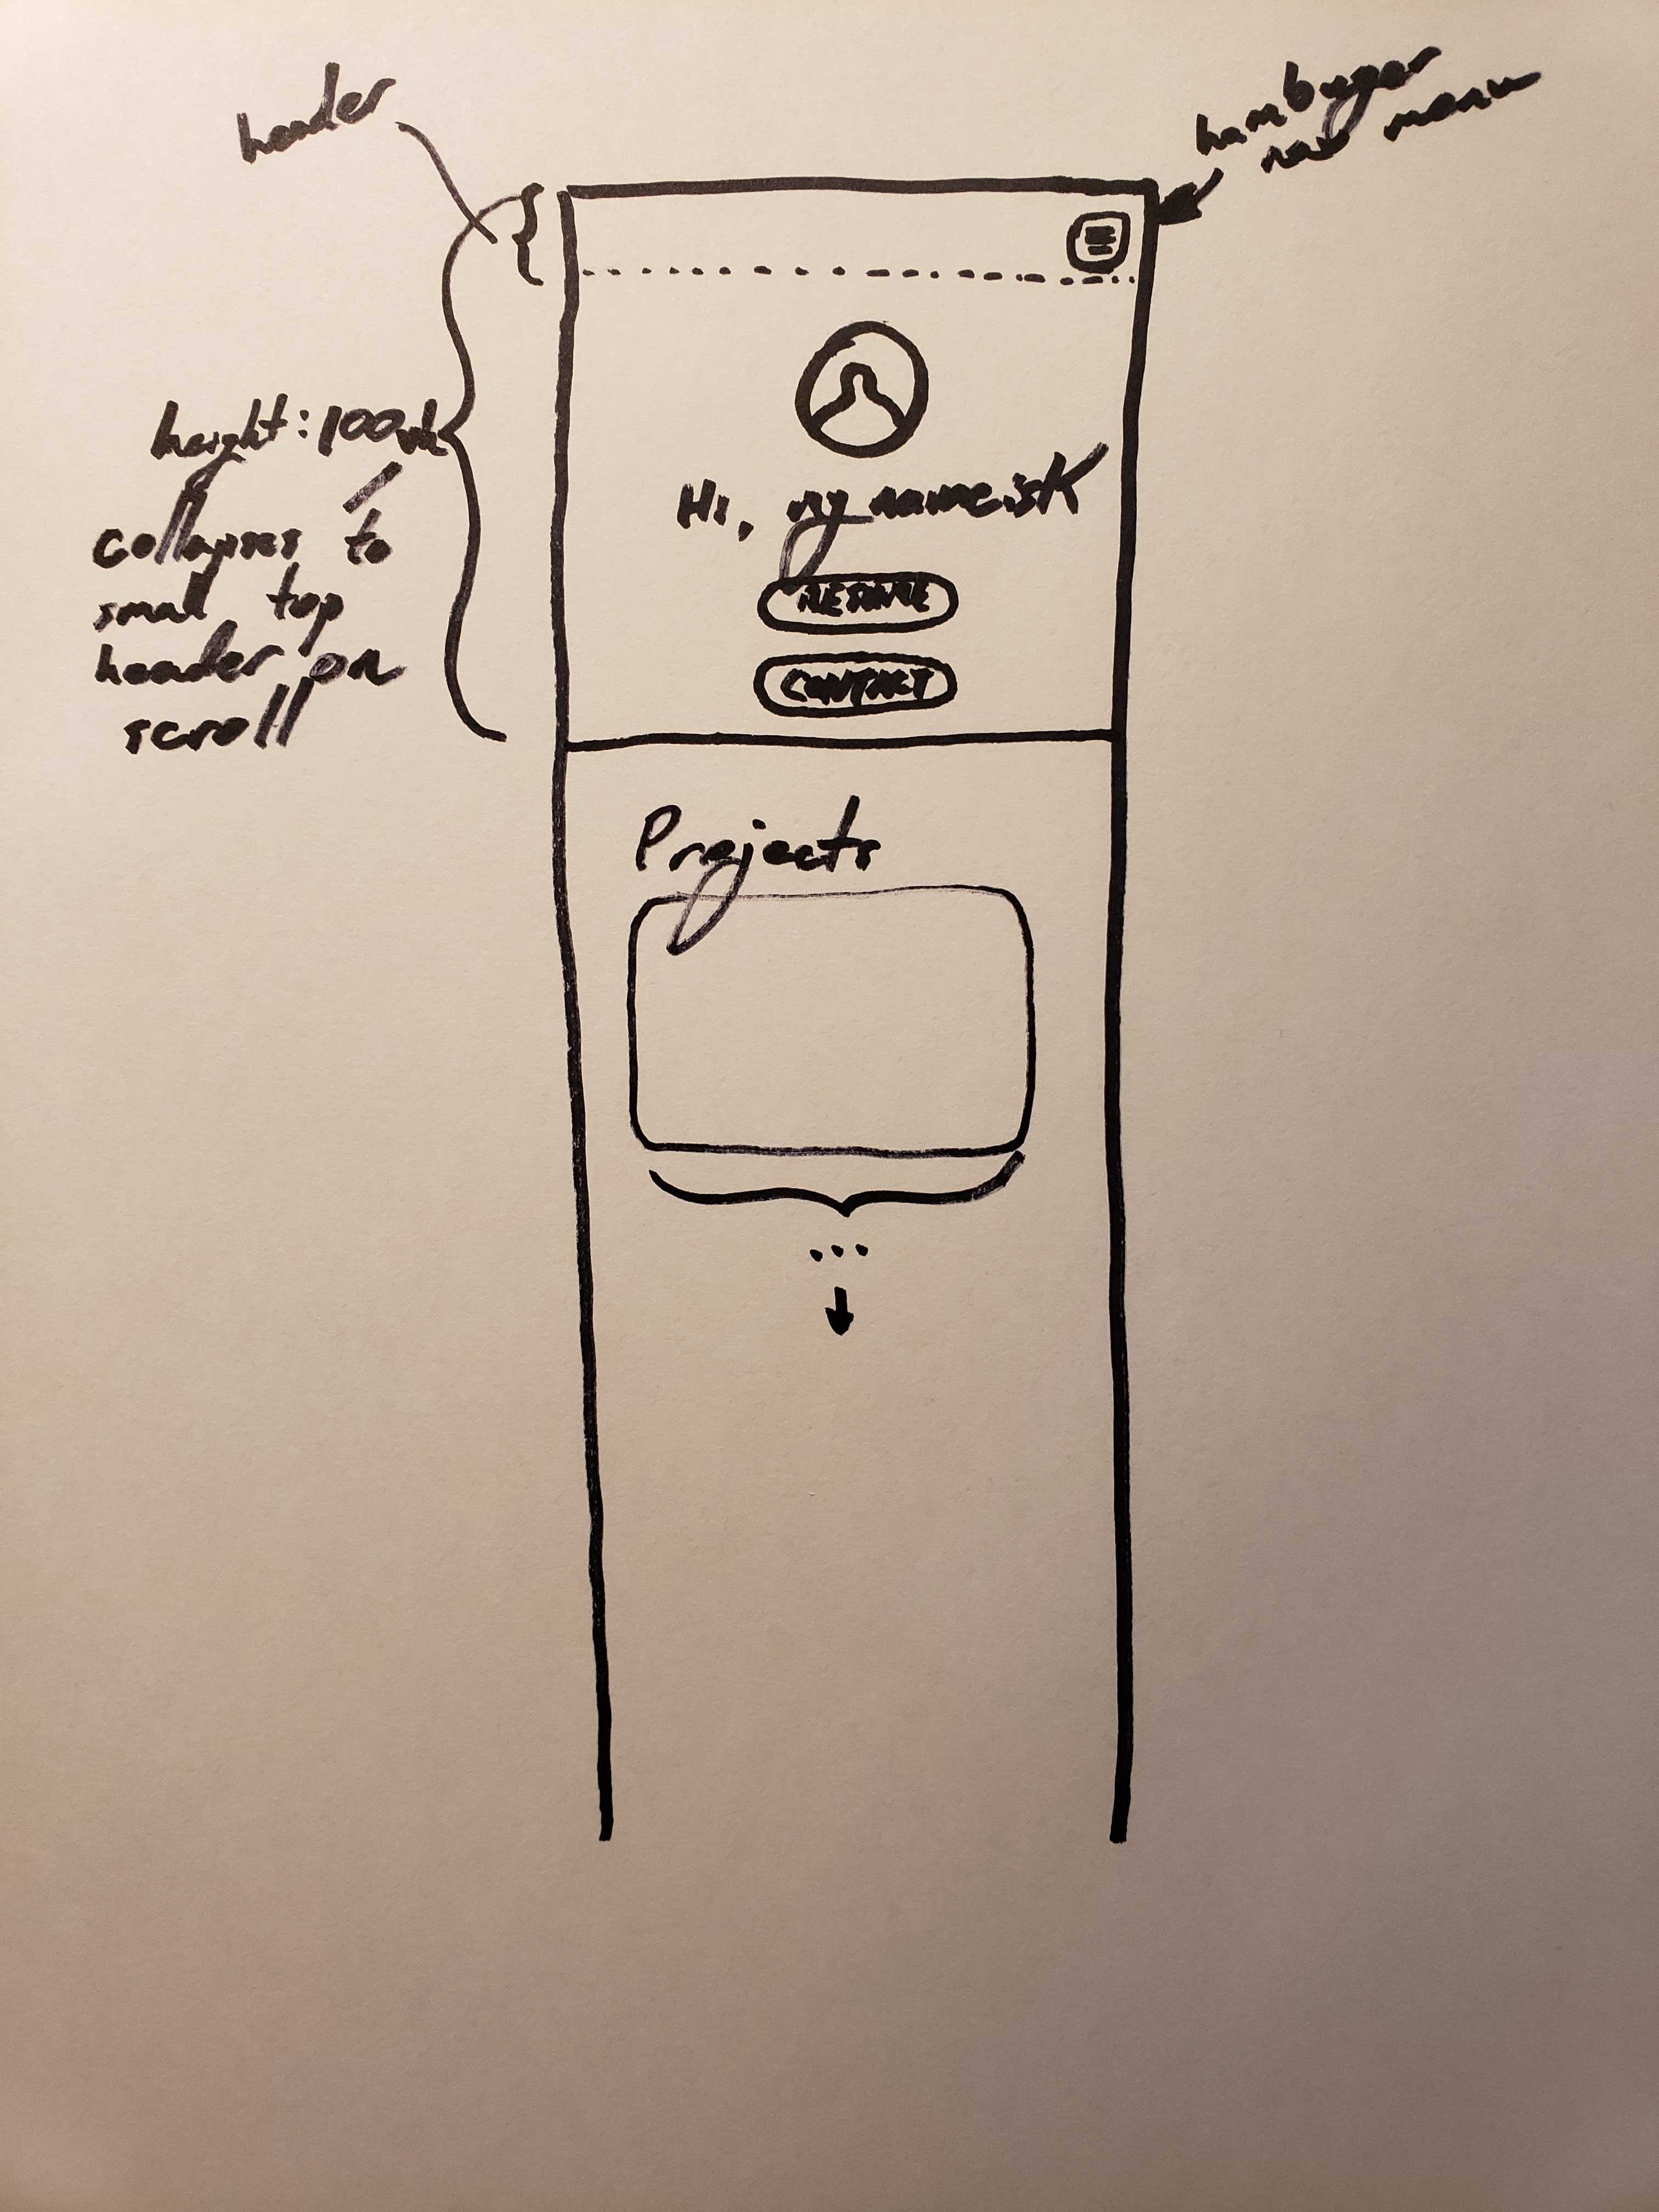 header
hambuger
nav menu
height: 100vh
collapses to
small top
header on
scroll
Hi, my name is K
RESUME
CONTACT
Projects
...